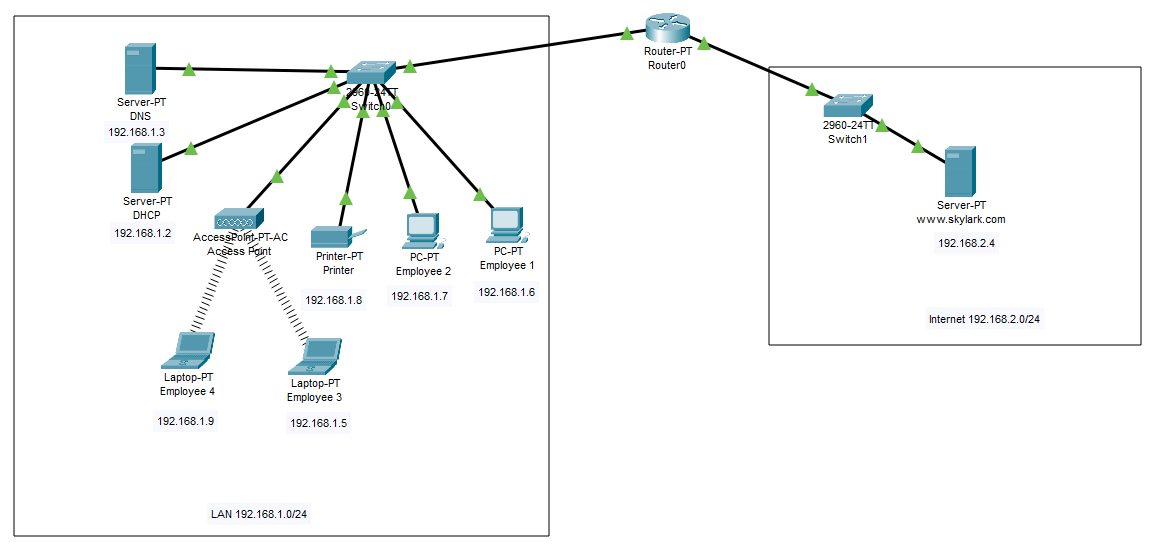 Router-PT
Router0
Server-PT
DNS
192.168.1.3
2960-24TT
Switch0
2960-24TT
Switch1
Server-PT
DHCP
192.168.1.2
Server-PT
www.skylark.com
192.168.2.4
AccessPoint-PT-AC
Access Point
Printer-PT
Printer
192.168.1.8
PC-PT
Employee 2
192.168.1.7
PC-PT
Employee 1
192.168.1.6
Internet 192.168.2.0/24
Laptop-PT
Employee 4
192.168.1.9
Laptop-PT
Employee 3
192.168.1.5
LAN 192.168.1.0/24